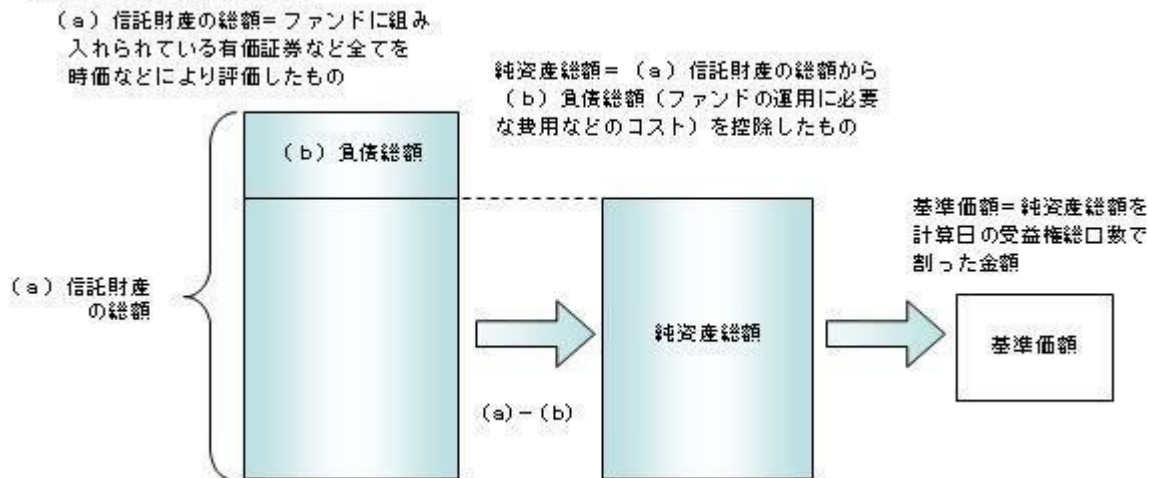 (a)信託財産の総額=ファンドに組み
入れられている有価証券など全てを
時価などにより評価したもの
純資産総額=(a)信託財産の総額から
(b)負債総額(ファンドの運用に必要
な費用などのコスト)を控除したもの
(b)負債総額
基準価額=純資産総額を
計算日の受益権総口数で
割った金額
(a)信託財産
の総額
純資産総額
基準価額
(a)-(b)